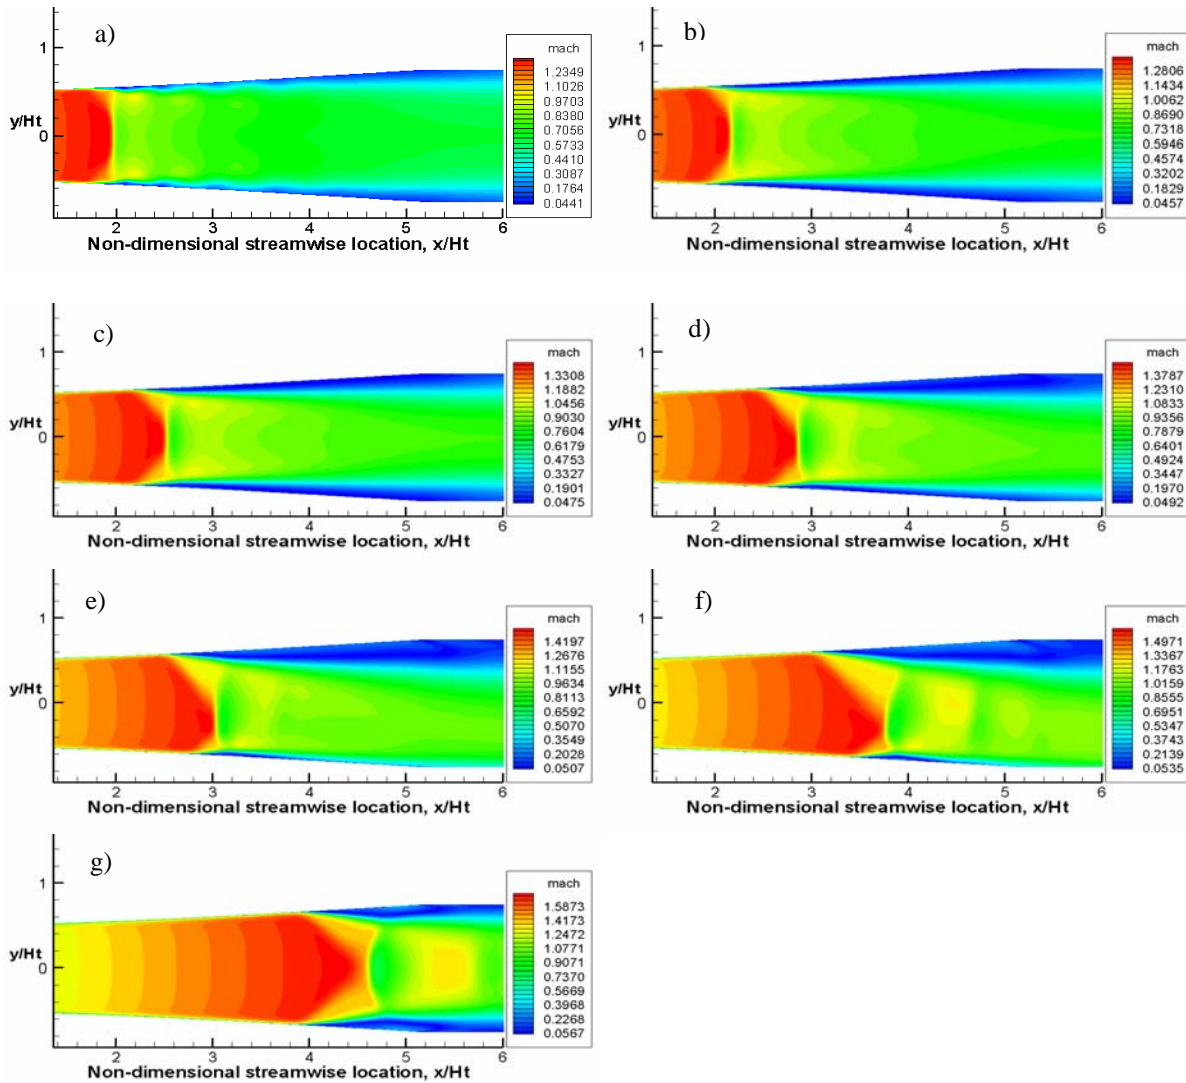 a)
mach
1.2349
1.1026
0.9703
0.8380
0.7056
0.5733
0.4410
0.3087
0.1764
0.0441
1
y/Ht
0
2 3 4 5 6
Non-dimensional streamwise location, x/Ht
b)
mach
1.2806
1.1434
1.0062
0.8690
0.7318
0.5946
0.4574
0.3202
0.1829
0.0457
1
y/Ht
0
2 3 4 5 6
Non-dimensional streamwise location, x/Ht
c)
mach
1.3308
1.1882
1.0456
0.9030
0.7604
0.6179
0.4753
0.3327
0.1901
0.0475
1
y/Ht
0
2 3 4 5 6
Non-dimensional streamwise location, x/Ht
d)
mach
1.3787
1.2310
1.0833
0.9356
0.7879
0.6401
0.4924
0.3447
0.1970
0.0492
1
y/Ht
0
2 3 4 5 6
Non-dimensional streamwise location, x/Ht
e)
mach
1.4197
1.2676
1.1155
0.9634
0.8113
0.6592
0.5070
0.3549
0.2028
0.0507
1
y/Ht
0
2 3 4 5 6
Non-dimensional streamwise location, x/Ht
f)
mach
1.4971
1.3367
1.1763
1.0159
0.8555
0.6951
0.5347
0.3743
0.2139
0.0535
1
y/Ht
0
2 3 4 5 6
Non-dimensional streamwise location, x/Ht
g)
mach
1.5873
1.4173
1.2472
1.0771
0.9071
0.7370
0.5669
0.3968
0.2268
0.0567
1
y/Ht
0
2 3 4 5 6
Non-dimensional streamwise location, x/Ht